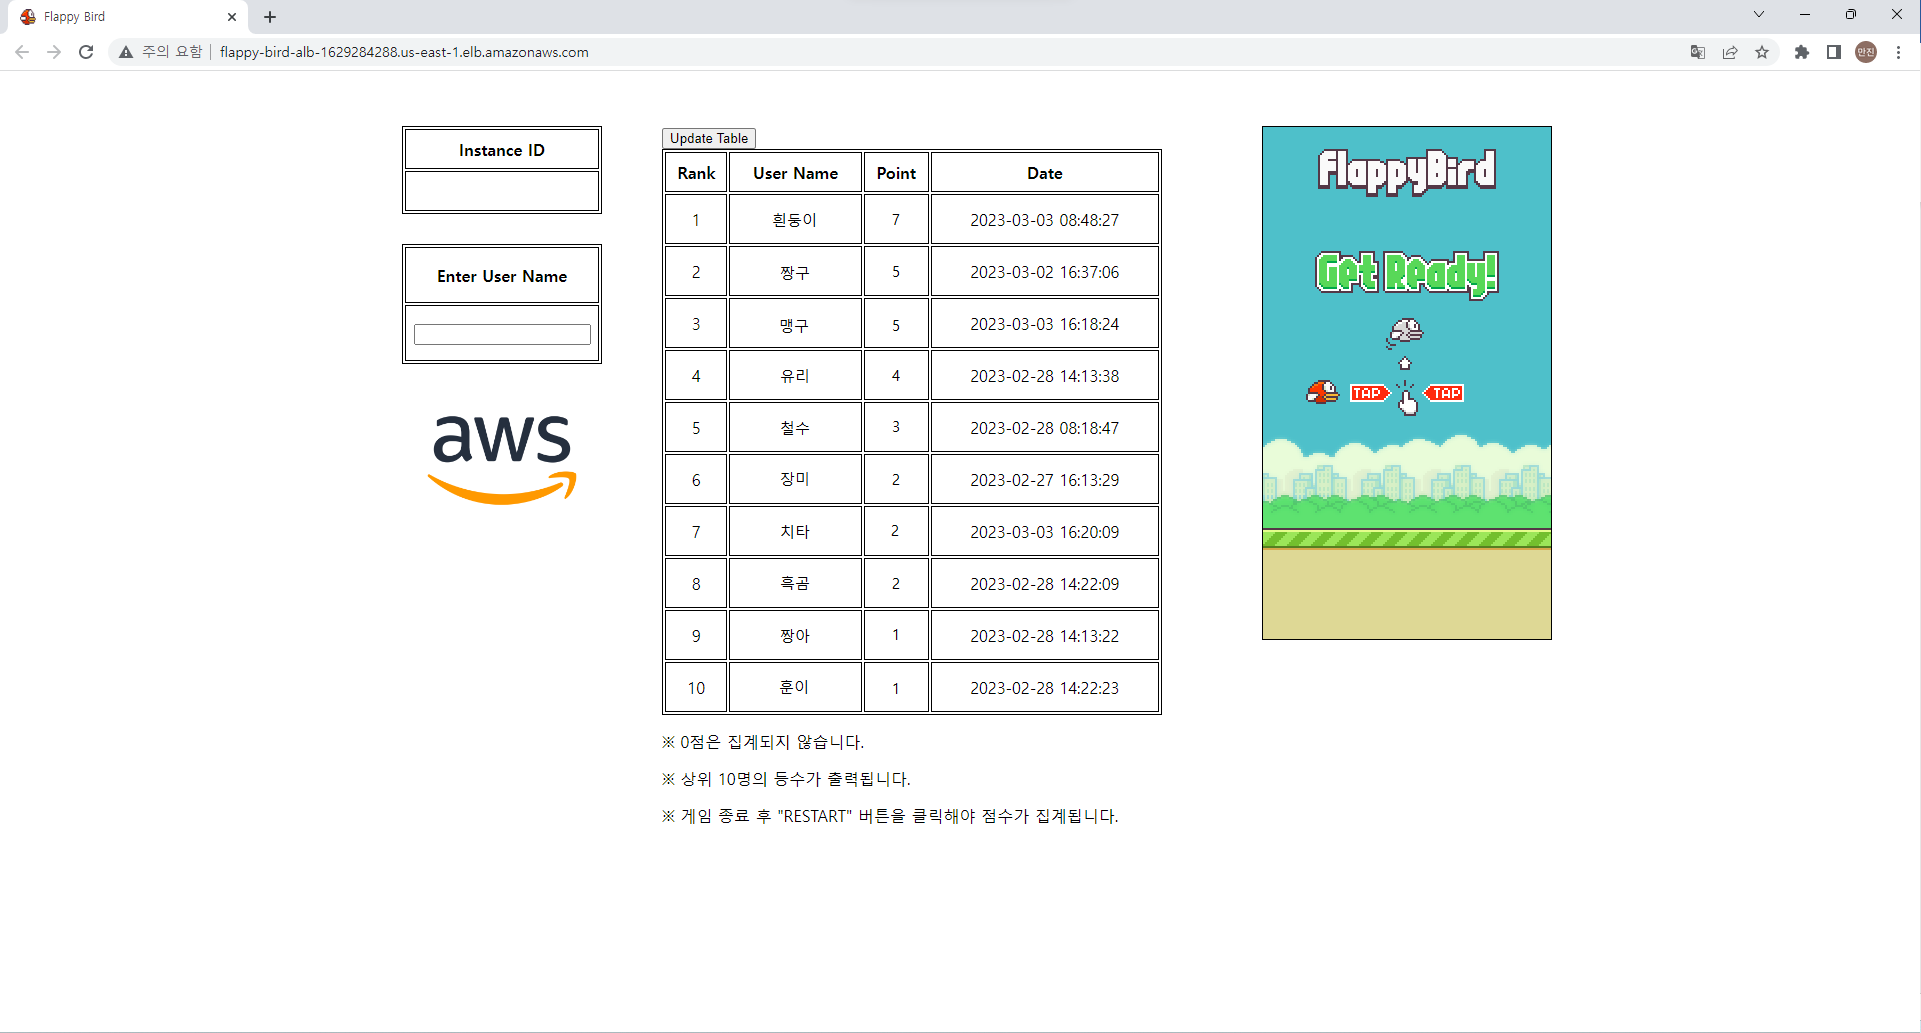 Flappy Bird
주의 요함
flappy-bird-alb-1629284288.us-east-1.elb.amazonaws.com
만진
Instance ID
Enter User Name
aws
Update Table
Rank User Name Point Date
1 흰둥이 7 2023-03-03 08:48:27
2 짱구 5 2023-03-02 16:37:06
3 맹구 5 2023-03-03 16:18:24
4 유리 4 2023-02-28 14:13:38
5 철수 3 2023-02-28 08:18:47
6 장미 2 2023-02-27 16:13:29
7 치타 2 2023-03-03 16:20:09
8 흑곰 2 2023-02-28 14:22:09
9 짱아 1 2023-02-28 14:13:22
10 훈이 1 2023-02-28 14:22:23
※ 0점은 집계되지 않습니다.
※ 상위 10명의 등수가 출력됩니다.
※ 게임 종료 후 "RESTART" 버튼을 클릭해야 점수가 집계됩니다.
FlappyBird
Get Ready!
TAP TAP